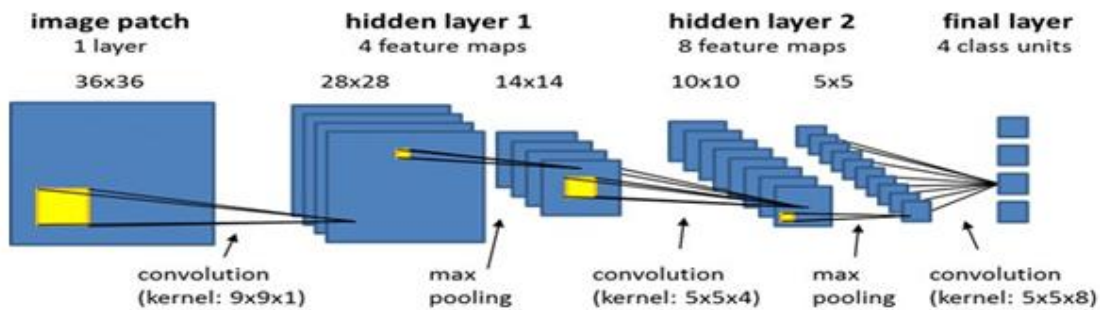 image patch
1 layer
36x36
hidden layer 1
4 feature maps
28x28
14x14
hidden layer 2
8 feature maps
10x10
5x5
final layer
4 class units
convolution
(kernel: 9x9x1)
max
pooling
convolution
(kernel: 5x5x4)
max
pooling
convolution
(kernel: 5x5x8)